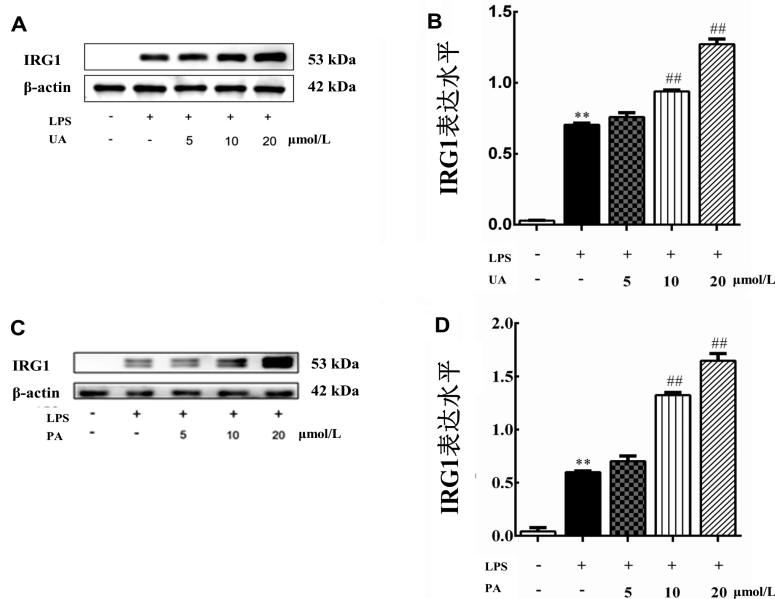 A
IRG1 53 kDa
β-actin 42 kDa
LPS - + + + +
UA - - 5 10 20 μmol/L
B
IRG1表达水平
1.5
1.0
0.5
0.0
** ## ##
LPS - + + + +
UA - - 5 10 20 μmol/L
C
IRG1 53 kDa
β-actin 42 kDa
LPS - + + + +
PA - - 5 10 20 μmol/L
D
IRG1表达水平
2.0
1.5
1.0
0.5
0.0
** ## ##
LPS - + + + +
PA - - 5 10 20 μmol/L